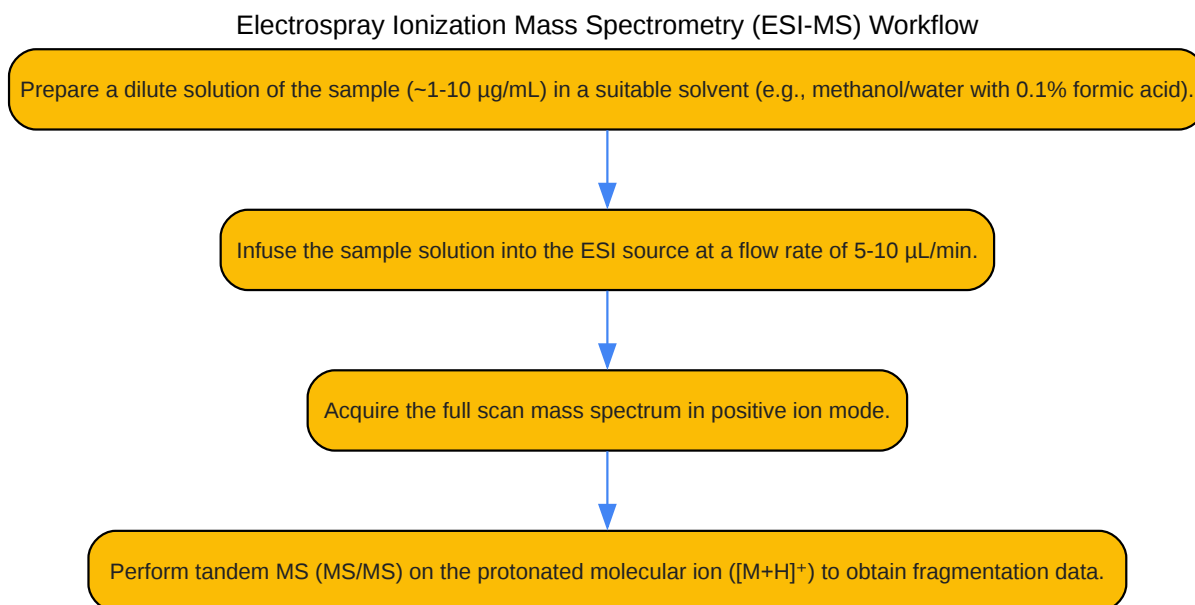 Electrospray Ionization Mass Spectrometry (ESI-MS) Workflow
Prepare a dilute solution of the sample (~1-10 µg/mL) in a suitable solvent (e.g., methanol/water with 0.1% formic acid).
Infuse the sample solution into the ESI source at a flow rate of 5-10 µL/min.
Acquire the full scan mass spectrum in positive ion mode.
Perform tandem MS (MS/MS) on the protonated molecular ion ([M+H]⁺) to obtain fragmentation data.